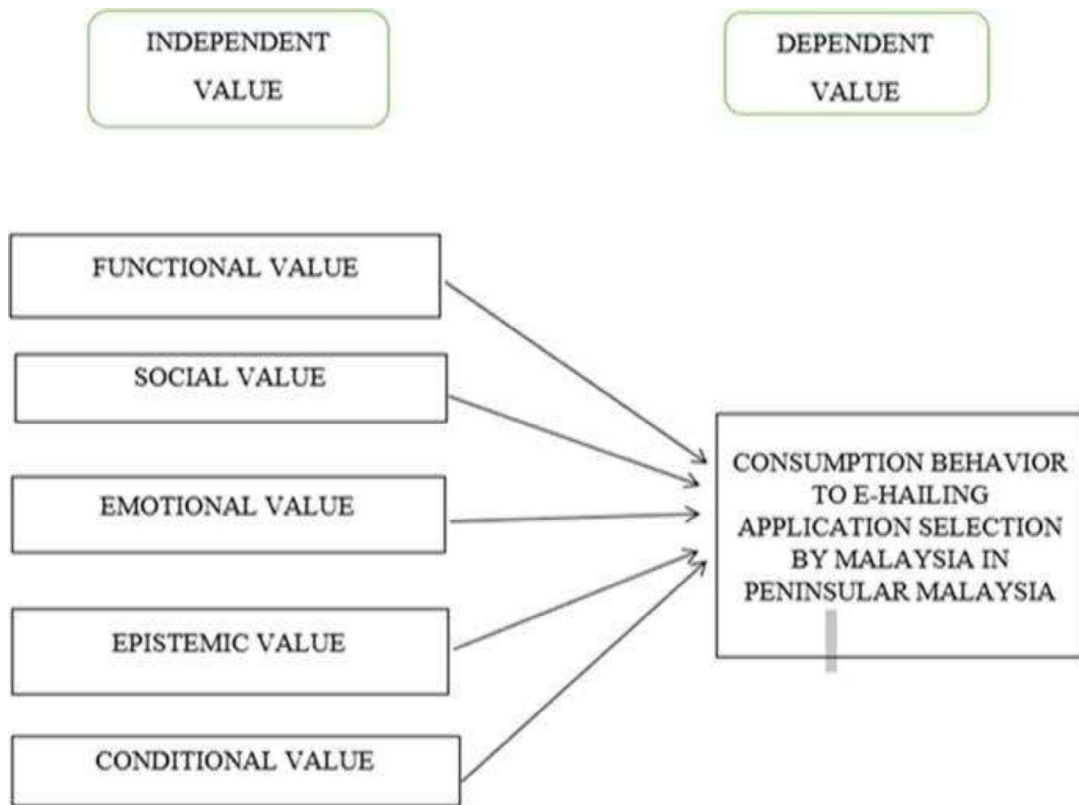 INDEPENDENT
VALUE
DEPENDENT
VALUE
FUNCTIONAL VALUE
SOCIAL VALUE
EMOTIONAL VALUE
EPISTEMIC VALUE
CONDITIONAL VALUE
CONSUMPTION BEHAVIOR
TO E-HAILING
APPLICATION SELECTION
BY MALAYSIA IN
PENINSULAR MALAYSIA